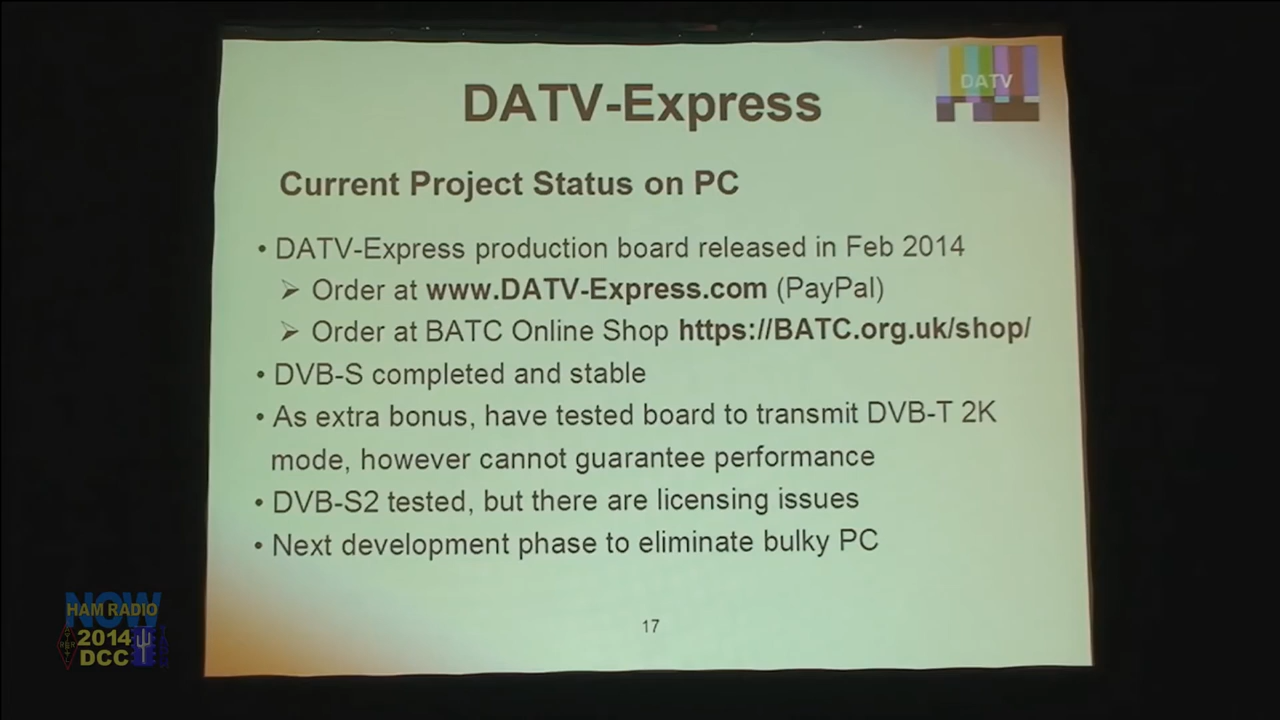 DATV-Express
DATV
Current Project Status on PC
• DATV-Express production board released in Feb 2014
➢ Order at www.DATV-Express.com (PayPal)
➢ Order at BATC Online Shop https://BATC.org.uk/shop/
• DVB-S completed and stable
• As extra bonus, have tested board to transmit DVB-T 2K
mode, however cannot guarantee performance
• DVB-S2 tested, but there are licensing issues
• Next development phase to eliminate bulky PC
17
NOW
HAM RADIO
2014
DCC